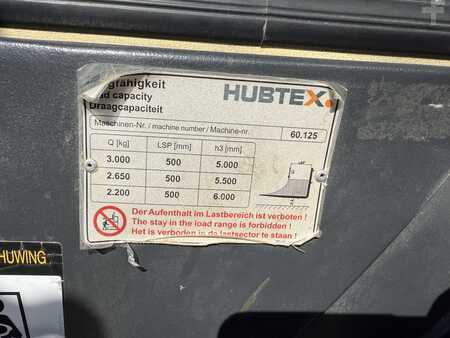 HUBTEX.
capacity
Draagcapaciteit
Maschinen-Nr. / machine number / Machine-nr. 60.125
Q [kg] LSP [mm] h3 [mm]
3.000 500 5.000
2.650 500 5.500
2.200 500 6.000
Der Aufenthalt im Lastbereich ist verboten !
The stay in the load range is forbidden !
Het is verboden in de lastsector te staan !
HUWING